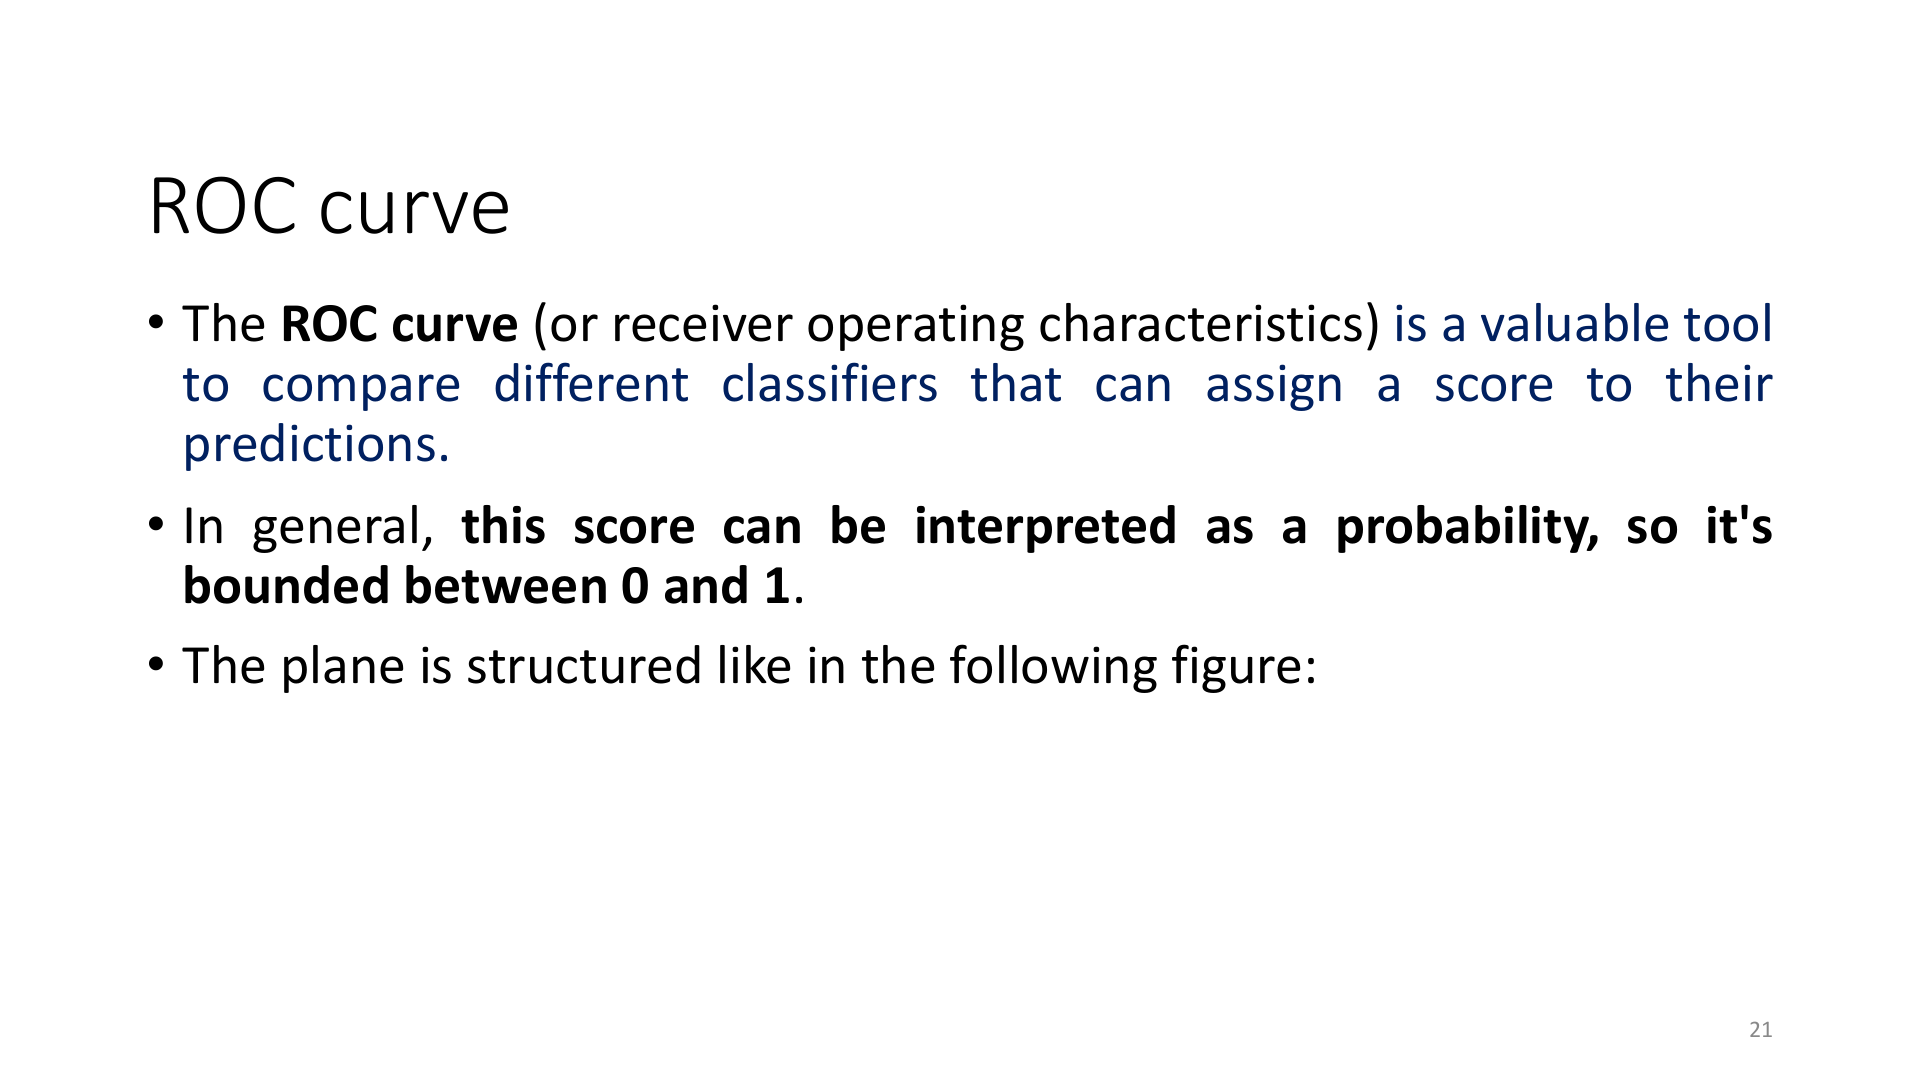 ROC curve
• The ROC curve (or receiver operating characteristics) is a valuable tool
to compare different classifiers that can assign a score to their
predictions.
• In general, this score can be interpreted as a probability, so it's
bounded between 0 and 1.
• The plane is structured like in the following figure:
21